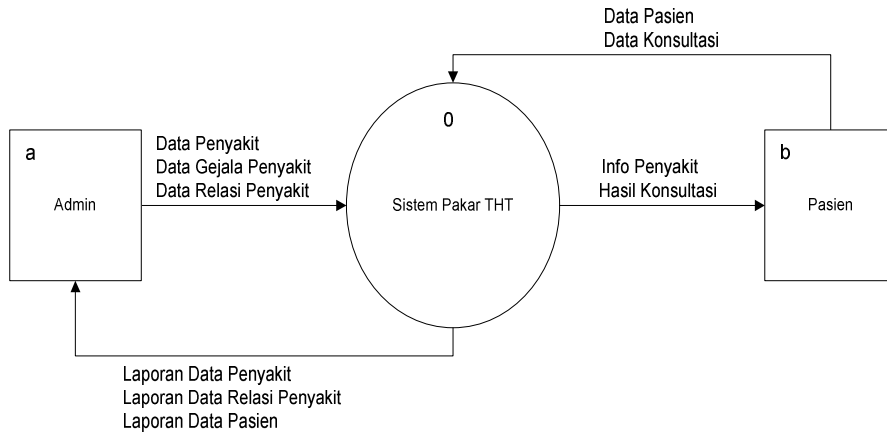 Data Pasien
Data Konsultasi
0
a
Admin
Data Penyakit
Data Gejala Penyakit
Data Relasi Penyakit
Sistem Pakar THT
Info Penyakit
Hasil Konsultasi
b
Pasien
Laporan Data Penyakit
Laporan Data Relasi Penyakit
Laporan Data Pasien